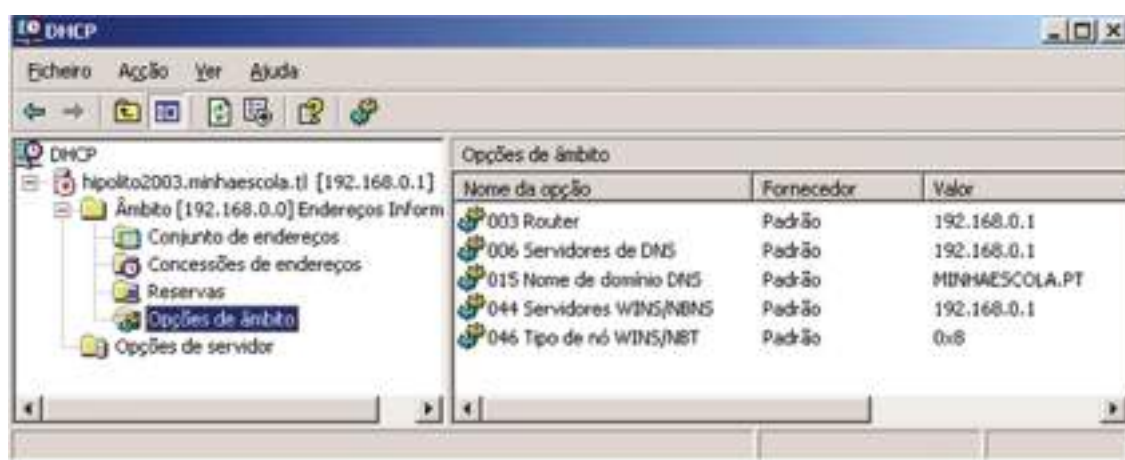 DHCP
Ficheiro Acção Ver Ajuda
DHCP
hipolito2003.minhaescola.tl [192.168.0.1]
Âmbito [192.168.0.0] Endereços Inform
Conjunto de endereços
Concessões de endereços
Reservas
Opções de âmbito
Opções de servidor
Opções de âmbito
Nome da opção Fornecedor Valor
003 Router Padrão 192.168.0.1
006 Servidores de DNS Padrão 192.168.0.1
015 Nome de domínio DNS Padrão MINHAESCOLA.PT
044 Servidores WINS/NBNS Padrão 192.168.0.1
046 Tipo de nó WINS/NBT Padrão 0x8